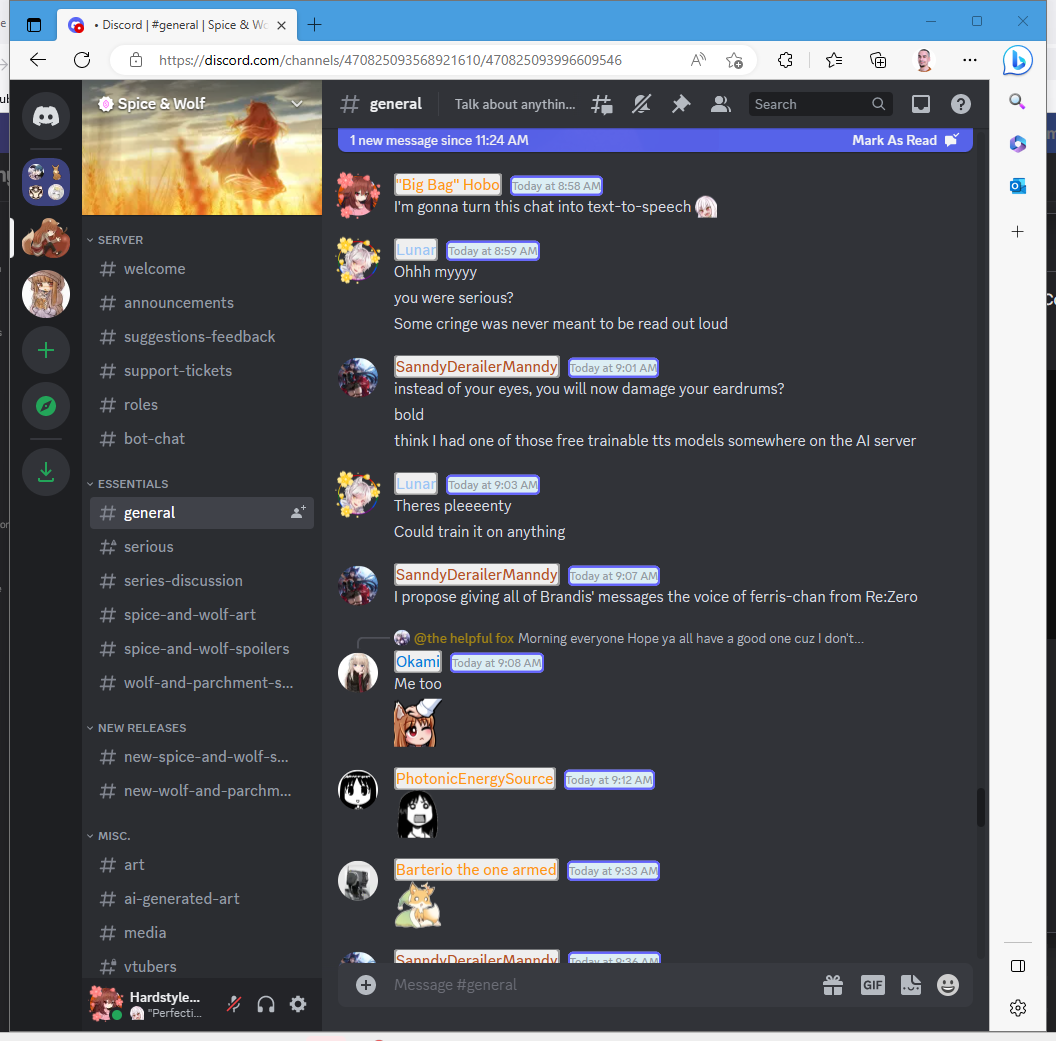 • Discord | #general | Spice & Wo
https://discord.com/channels/470825093568921610/470825093996609546
Spice & Wolf
general
Talk about anythin...
Search
1 new message since 11:24 AM
Mark As Read
SERVER
welcome
announcements
suggestions-feedback
support-tickets
roles
bot-chat
ESSENTIALS
general
serious
series-discussion
spice-and-wolf-art
spice-and-wolf-spoilers
wolf-and-parchment-s...
NEW RELEASES
new-spice-and-wolf-s...
new-wolf-and-parchm...
MISC.
art
ai-generated-art
media
vtubers
Hardstyle...
"Perfecti...
"Big Bag" Hobo Today at 8:58 AM
I'm gonna turn this chat into text-to-speech
Lunar Today at 8:59 AM
Ohhh myyyy
you were serious?
Some cringe was never meant to be read out loud
SanndyDerailerManndy Today at 9:01 AM
instead of your eyes, you will now damage your eardrums?
bold
think I had one of those free trainable tts models somewhere on the AI server
Lunar Today at 9:03 AM
Theres pleeeenty
Could train it on anything
SanndyDerailerManndy Today at 9:07 AM
I propose giving all of Brandis' messages the voice of ferris-chan from Re:Zero
@the helpful fox Morning everyone Hope ya all have a good one cuz I don't...
Okami Today at 9:08 AM
Me too
PhotonicEnergySource Today at 9:12 AM
Barterio the one armed Today at 9:33 AM
SanndyDerailerManndy Today at 9:36 AM
Message #general
GIF